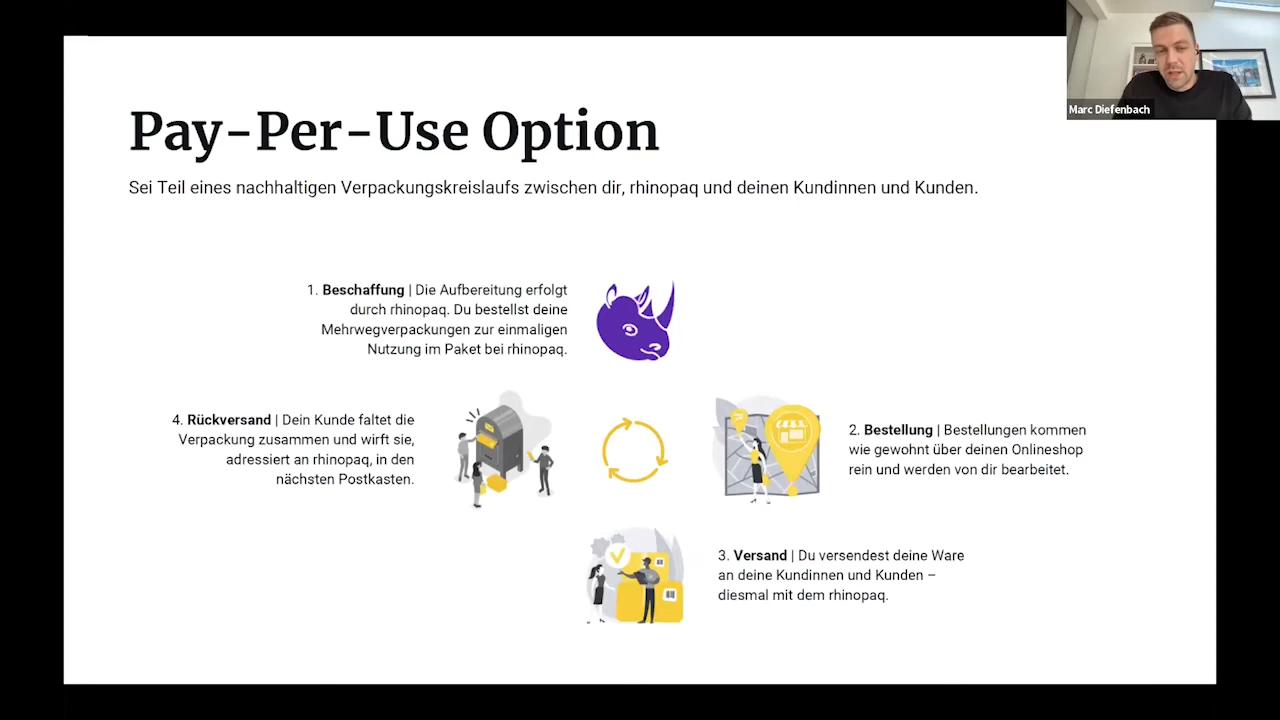 Pay-Per-Use Option
Sei Teil eines nachhaltigen Verpackungskreislaufs zwischen dir, rhinopaq und deinen Kundinnen und Kunden.
1. Beschaffung | Die Aufbereitung erfolgt
durch rhinopaq. Du bestellst deine
Mehrwegverpackungen zur einmaligen
Nutzung im Paket bei rhinopaq.
4. Rückversand | Dein Kunde faltet die
Verpackung zusammen und wirft sie,
adressiert an rhinopaq, in den
nächsten Postkasten.
2. Bestellung | Bestellungen kommen
wie gewohnt über deinen Onlineshop
rein und werden von dir bearbeitet.
3. Versand | Du versendest deine Ware
an deine Kundinnen und Kunden –
diesmal mit dem rhinopaq.
Marc Diefenbach